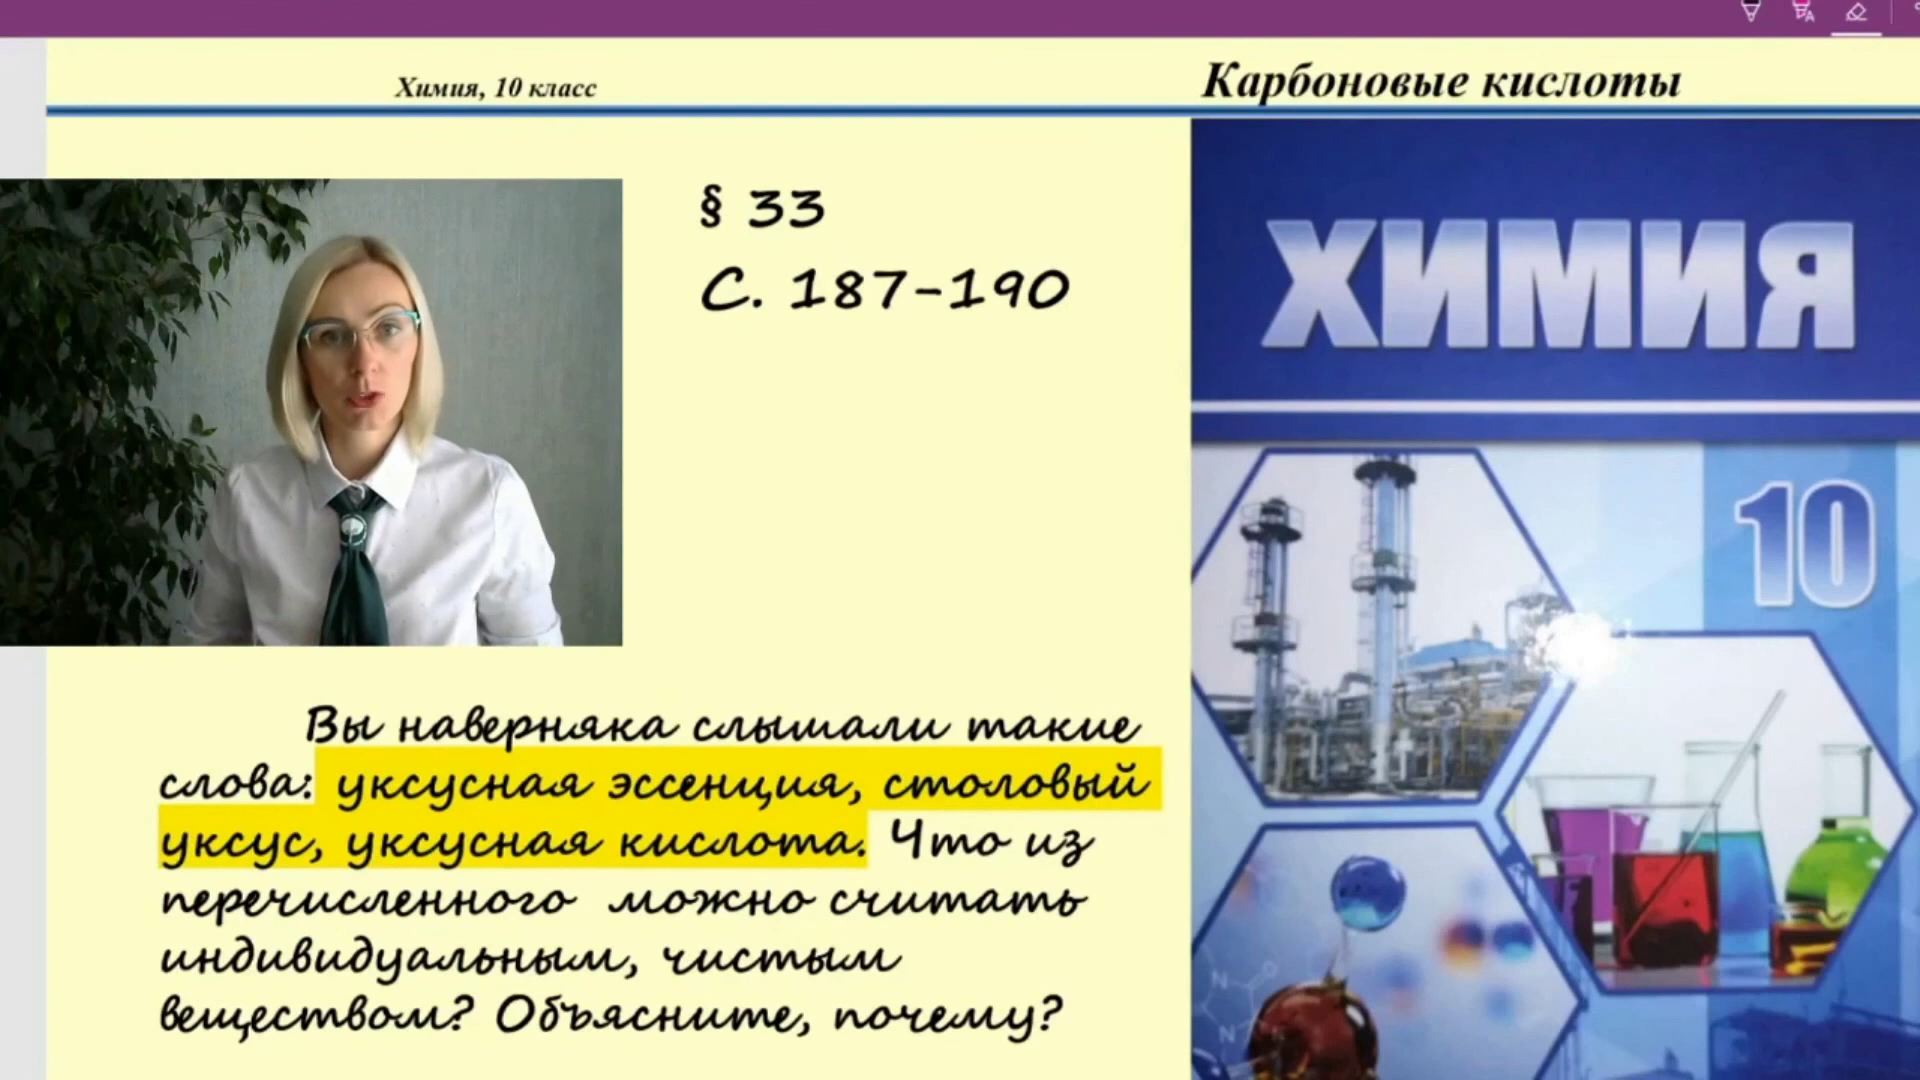 Химия, 10 класс
Карбоновые кислоты
§ 33
С. 187-190
ХИМИЯ
10
Вы наверняка слышали такие
слова: уксусная эссенция, столовый
уксус, уксусная кислота. Что из
перечисленного можно считать
индивидуальным, чистым
веществом? Объясните, почему?